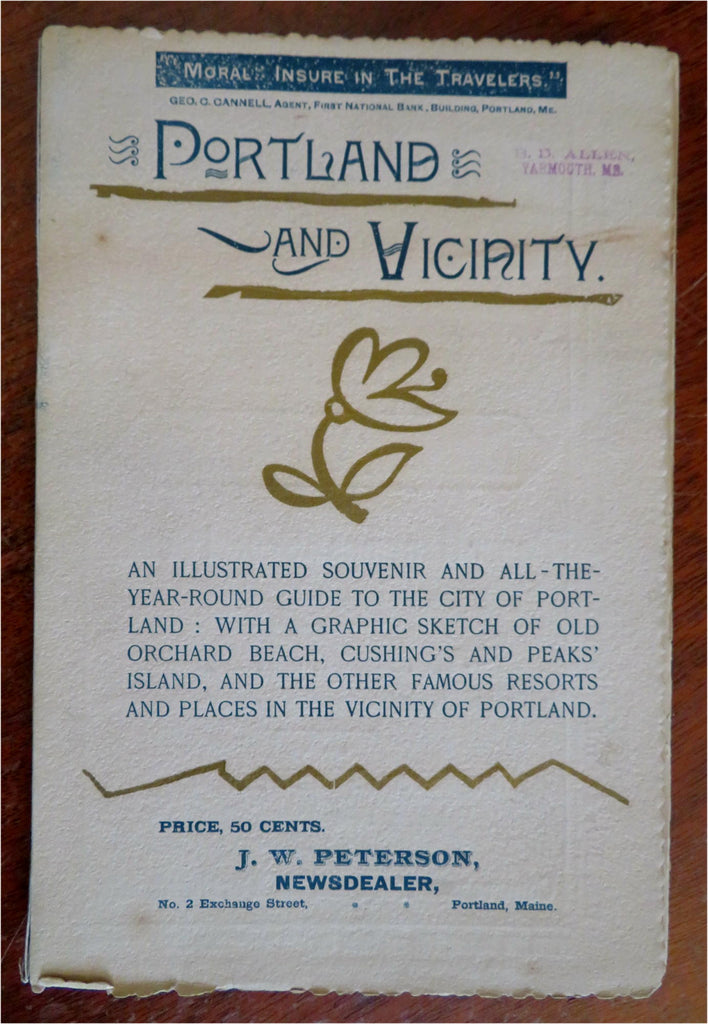 "MORAL": INSURE IN THE TRAVELERS."
GEO. C. CANNELL, AGENT, FIRST NATIONAL BANK, BUILDING, PORTLAND, ME.
PORTLAND
AND VICINITY.
B. D. ALLEN,
YARMOUTH, ME.
AN ILLUSTRATED SOUVENIR AND ALL-THE-
YEAR-ROUND GUIDE TO THE CITY OF PORT-
LAND : WITH A GRAPHIC SKETCH OF OLD
ORCHARD BEACH, CUSHING'S AND PEAKS'
ISLAND, AND THE OTHER FAMOUS RESORTS
AND PLACES IN THE VICINITY OF PORTLAND.
PRICE, 50 CENTS.
J. W. PETERSON,
NEWSDEALER,
No. 2 Exchange Street, Portland, Maine.